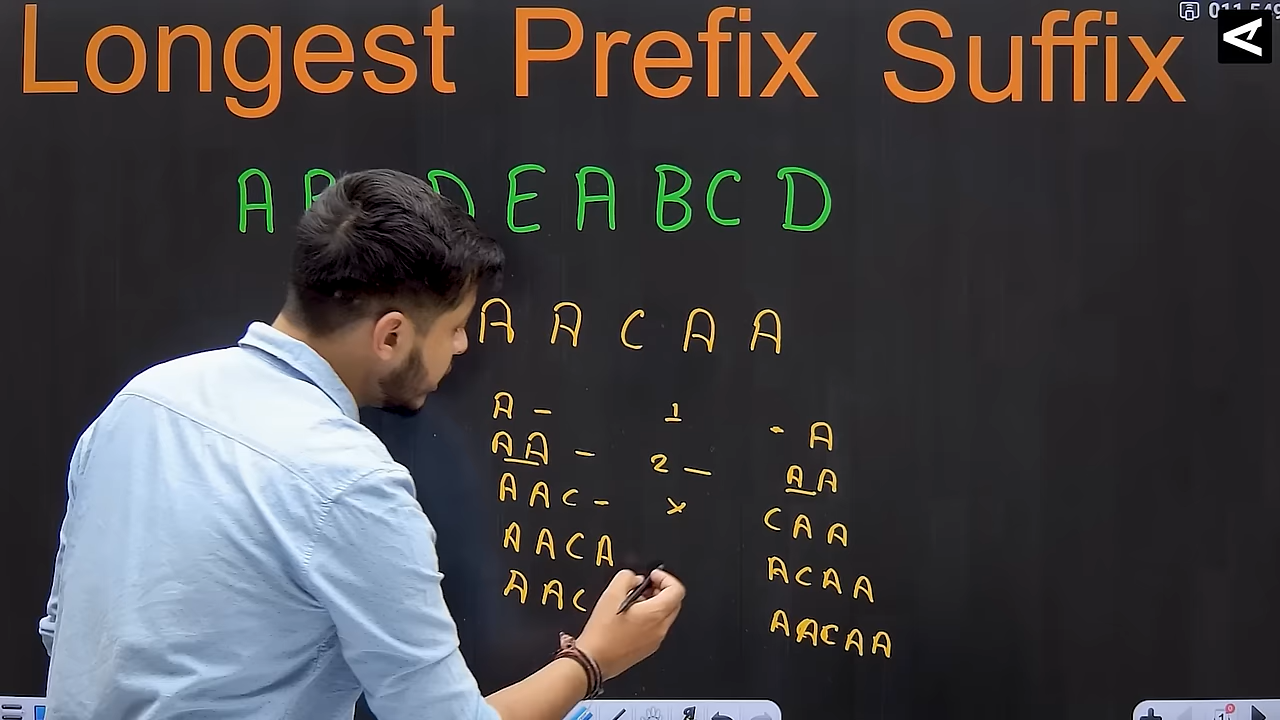 Longest Prefix Suffix
A D E A B C D
A A C A A
A - 1 - A
A A - 2 - A A
A A C - x C A A
A A C A A C A A
A A C A A C A A